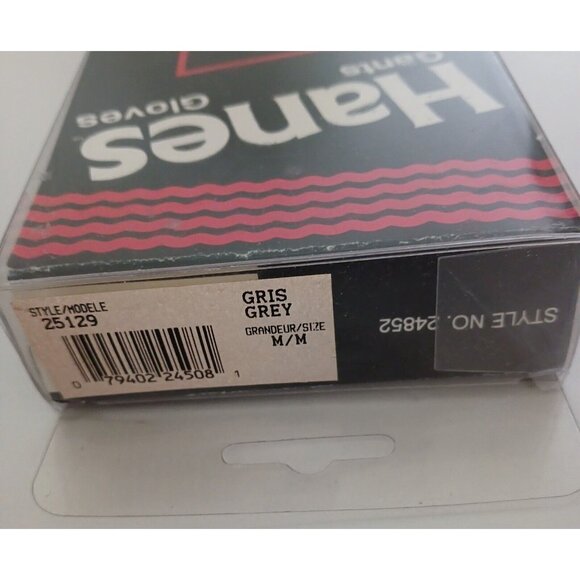 Hanes
Gants
Gloves
STYLE/MODELE
25129
GRIS
GREY
GRANDEUR/SIZE
M/M
0 79402 24508 1
STYLE NO. 24852